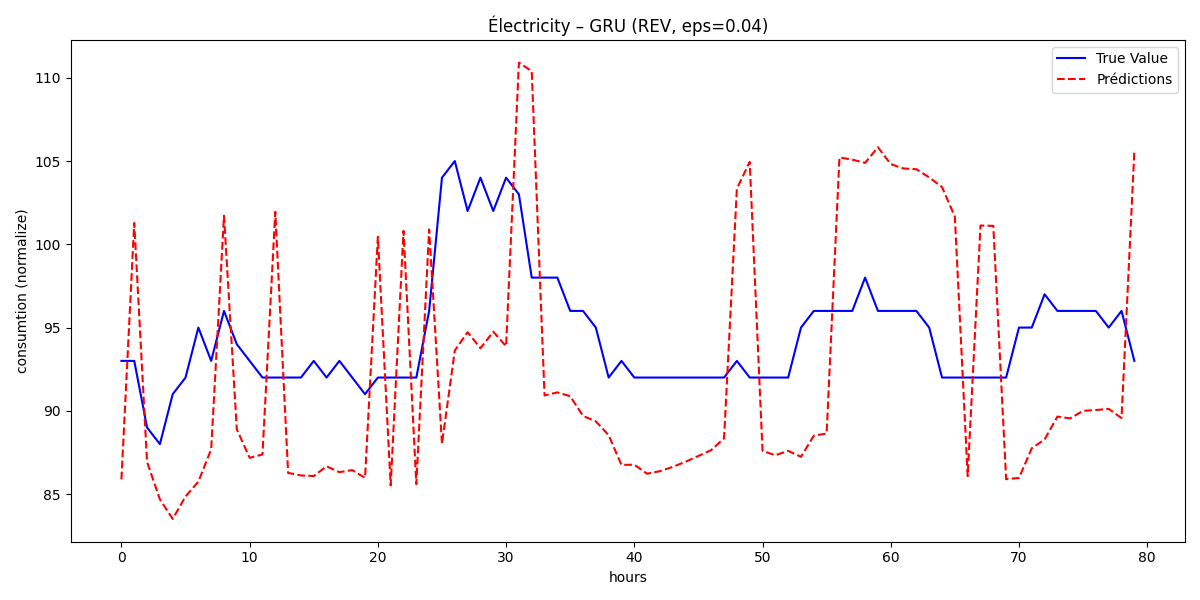 Électricity – GRU (REV, eps=0.04)
True Value
Prédictions
consumtion (normalize)
110
105
100
95
90
85
0 10 20 30 40 50 60 70 80
hours